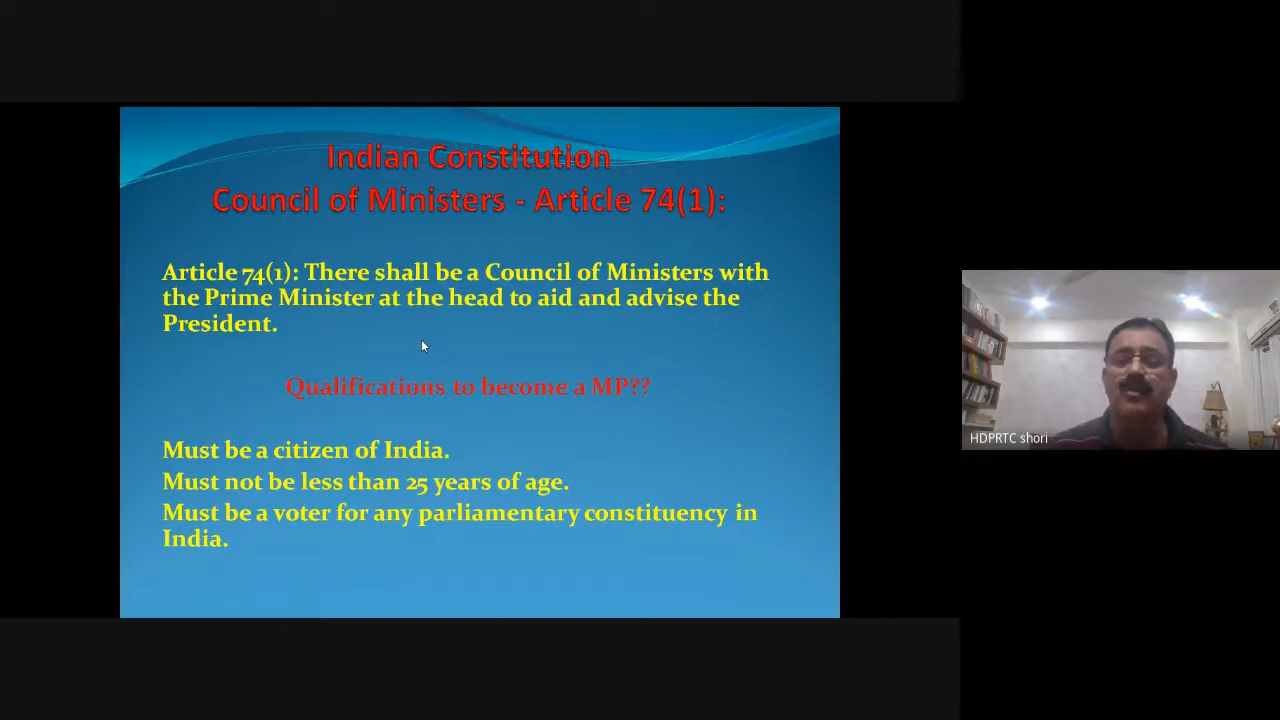 Indian Constitution
Council of Ministers - Article 74(1):
Article 74(1): There shall be a Council of Ministers with
the Prime Minister at the head to aid and advise the
President.
Qualifications to become a MP??
Must be a citizen of India.
Must not be less than 25 years of age.
Must be a voter for any parliamentary constituency in
India.
HDPRTC shori